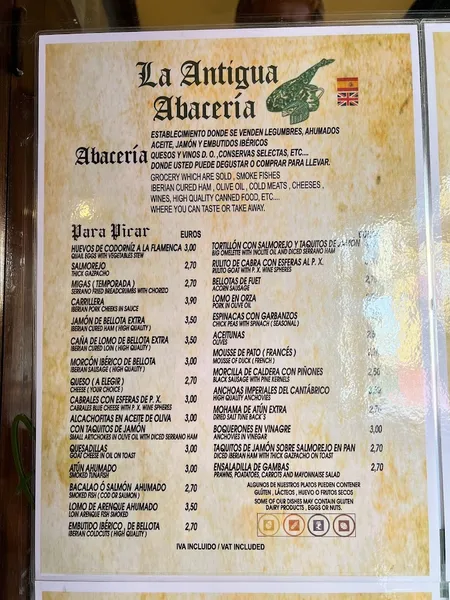 La Antigua
Abacería
Abacería
ESTABLECIMIENTO DONDE SE VENDEN LEGUMBRES, AHUMADOS
ACEITE, JAMÓN Y EMBUTIDOS IBÉRICOS
QUESOS Y VINOS D. O. ,CONSERVAS SELECTAS, ETC....
DONDE USTED PUEDE DEGUSTAR O COMPRAR PARA LLEVAR.
GROCERY WHICH ARE SOLD , SMOKE FISHES
IBERIAN CURED HAM , OLIVE OIL , COLD MEATS , CHEESES ,
WINES, HIGH QUALITY CANNED FOOD, ETC....
WHERE YOU CAN TASTE OR TAKE AWAY.
Para Picar EUROS
HUEVOS DE CODORNÍZ A LA FLAMENCA 3,00
QUAIL EGGS WITH VEGETABLES STEW
SALMOREJO 2,70
THICK GAZPACHO
MIGAS ( TEMPORADA ) 2,70
SERRANO FRIED BREADCUMBS WITH CHORIZO
CARRILLERA 3,90
IBERIAN PORK CHEEKS IN SAUCE
JAMÓN DE BELLOTA EXTRA 3,50
IBERIAN CURED HAM ( HIGH QUALITY )
CAÑA DE LOMO DE BELLOTA EXTRA 3,50
IBERIAN CURED LOIN ( HIGH QUALITY )
MORCÓN IBÉRICO DE BELLOTA 3,00
IBERIAN SAUSAGE ( HIGH QUALITY )
QUESO ( A ELEGIR ) 2,70
CHEESE ( YOUR CHOICE )
CABRALES CON ESFERAS DE P. X. 3,00
CABRALES BLUE CHEESE WITH P. X. WINE SPHERES
ALCACHOFITAS EN ACEITE DE OLIVA 3,00
CON TAQUITOS DE JAMÓN
SMALL ARTICHOKES IN OLIVE OIL WITH DICED SERRANO HAM
QUESADILLAS 3,00
GOAT CHEESE IN OIL ON TOAST
ATÚN AHUMADO 3,00
SMOKED TUNAFISH
BACALAO Ó SALMÓN AHUMADO 2,70
SMOKED FISH ( COD OR SALMON )
LOMO DE ARENQUE AHUMADO 3,50
LOIN ARENQUE FISH SMOKED
EMBUTIDO IBÉRICO , DE BELLOTA 2,70
IBERIAN COLDCUTS ( HIGH QUALITY )
TORTILLÓN CON SALMOREJO Y TAQUITOS DE JAMON
BIG OMELETTE WITH SALMOREJO AND DICED SERRANO HAM
RULITO DE CABRA CON ESFERAS AL P. X.
RULITO GOAT WITH P. X. WINE SPHERES
BELLOTAS DE FUET
ACORN SAUSAGE
LOMO EN ORZA
PORK IN OLIVE OIL
ESPINACAS CON GARBANZOS
CHICK PEAS WITH SPINACH ( SEASONAL )
ACEITUNAS
OLIVES
MOUSSE DE PATO ( FRANCÉS )
MOUSSE OF DUCK ( FRENCH )
MORCILLA DE CALDERA CON PIÑONES 2,50
BLACK SAUSAGE WITH PINE KERNELS
ANCHOAS IMPERIALES DEL CANTÁBRICO
HIGH QUALITY ANCHOVIES
MOHAMA DE ATÚN EXTRA
DRIED SALT TUNE BACK´S
BOQUERONES EN VINAGRE 3,00
ANCHOVIES IN VINEGAR
TAQUITOS DE JAMÓN SOBRE SALMOREJO EN PAN 2,70
DICED IBERIAN HAM WITH THICK GAZPACHO ON TOAST
ENSALADILLA DE GAMBAS 2,70
PRAWNS, POATATOES, CARROTS AND MAYONNAISE SALAD
ALGUNOS DE NUESTROS PLATOS PUEDEN CONTENER
GLÚTEN , LÁCTEOS , HUEVO O FRUTOS SECOS
SOME OF OUR DISHES MAY CONTAIN GLUTEN
DAIRY PRODUCTS , EGGS OR NUTS.
IVA INCLUIDO / VAT INCLUDED